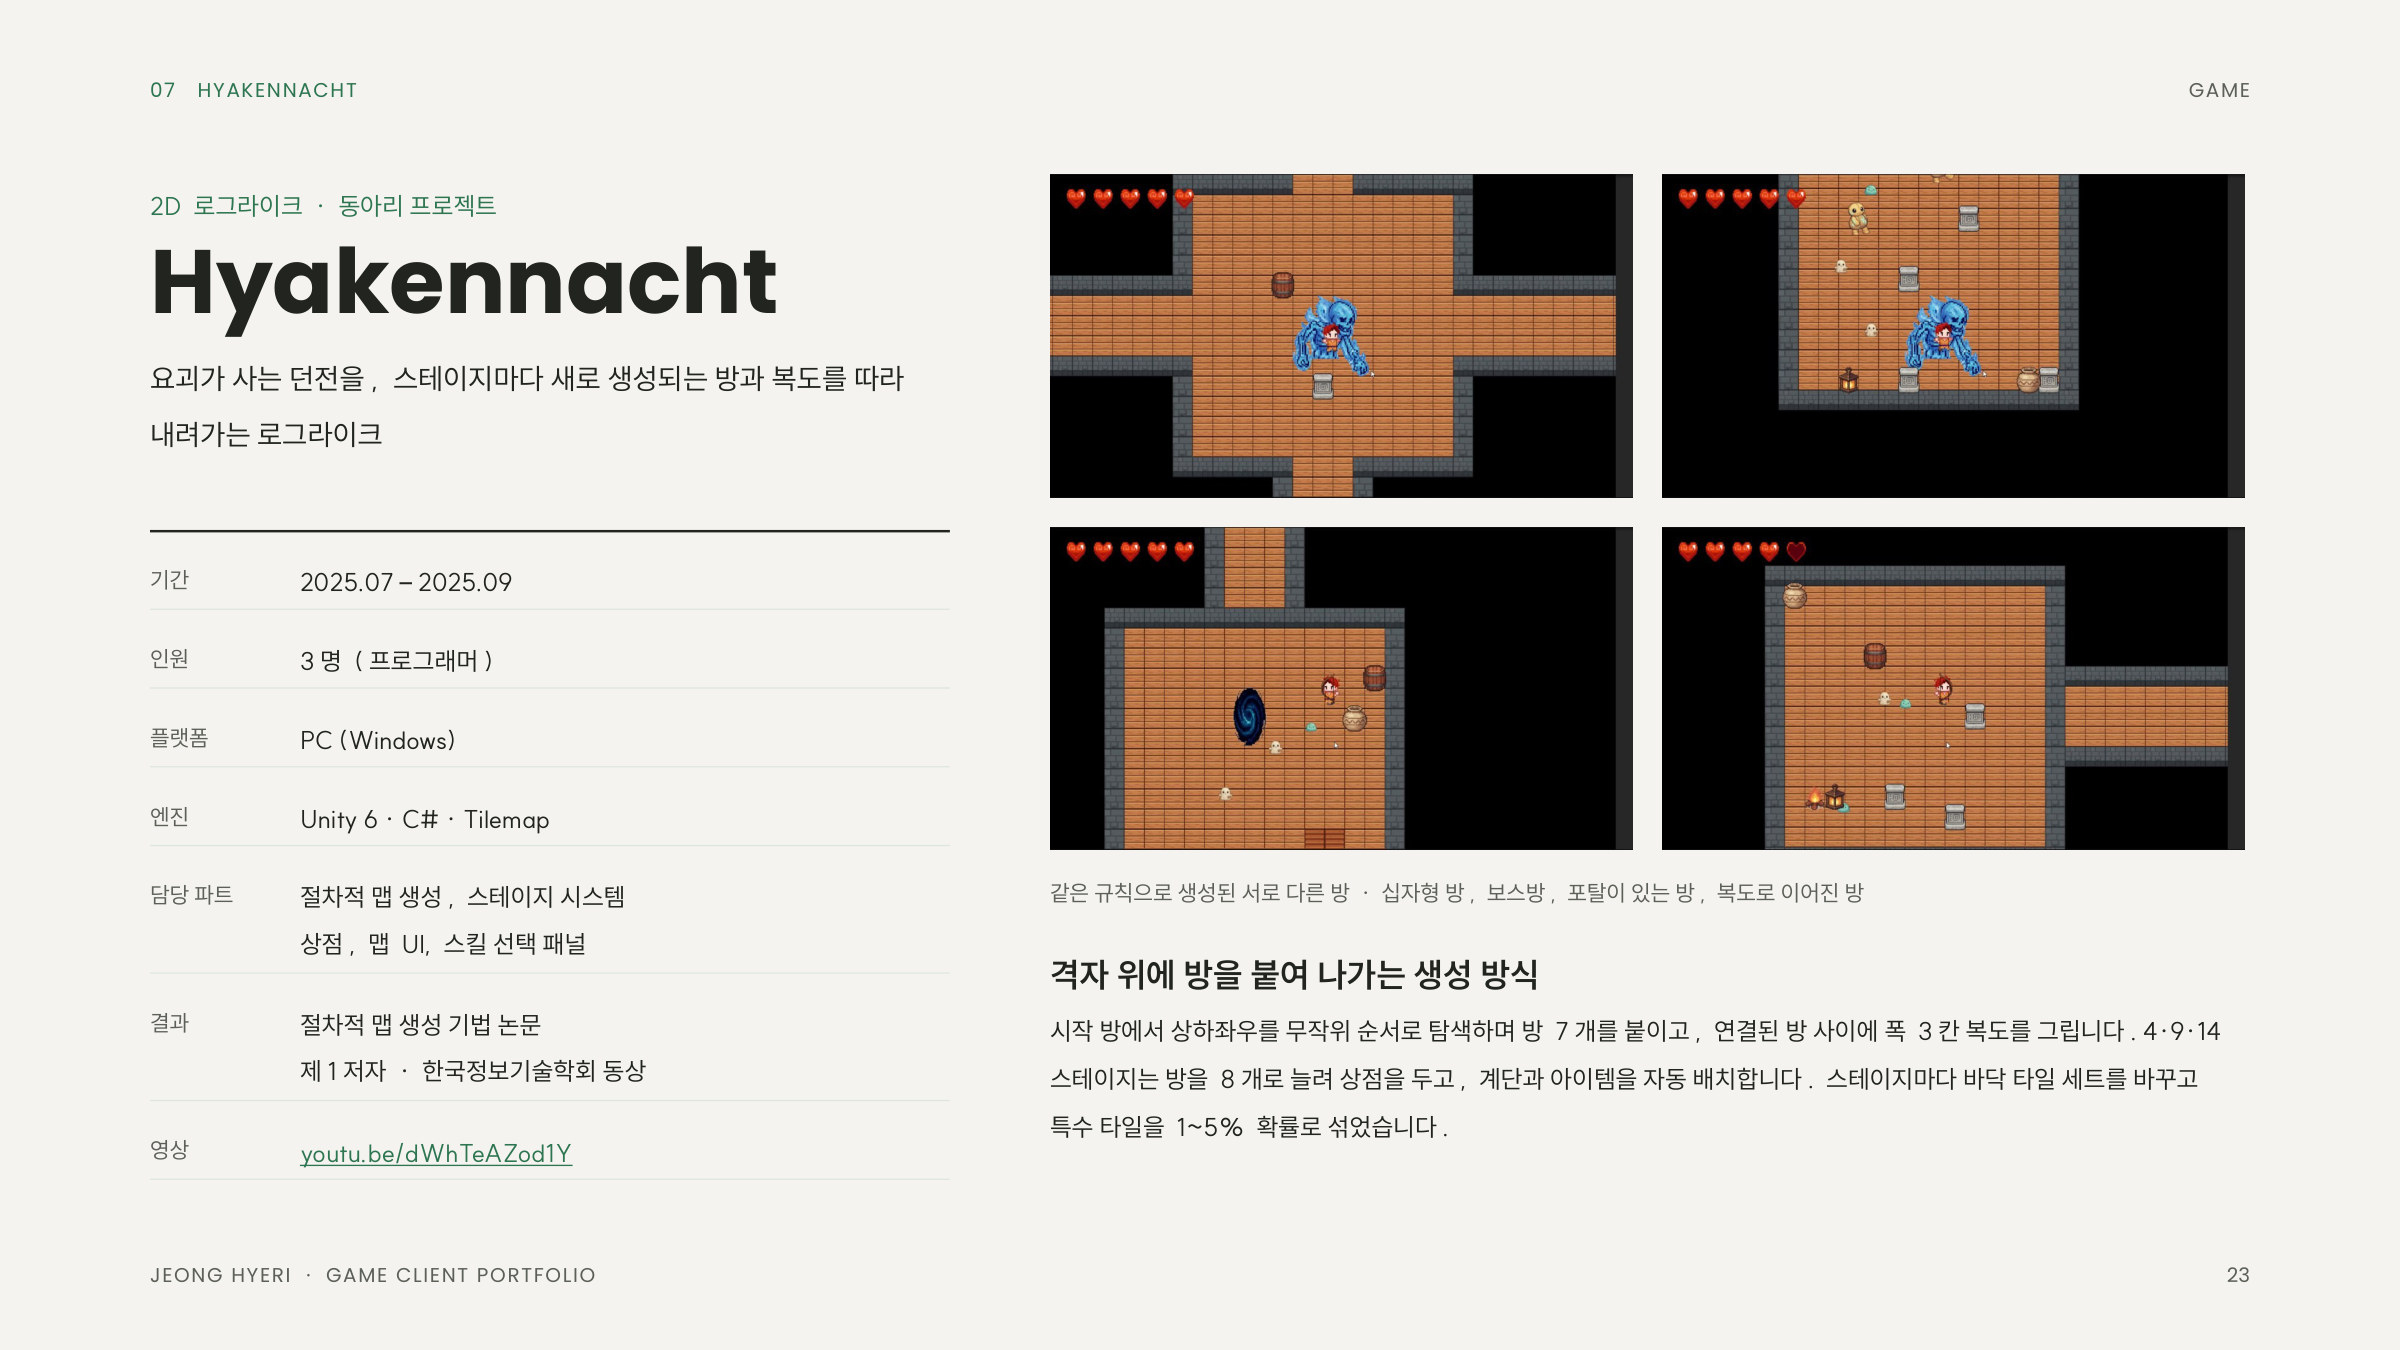 07 HYAKENNACHT
GAME
2D 로그라이크 · 동아리 프로젝트
Hyakennacht
요괴가 사는 던전을, 스테이지마다 새로 생성되는 방과 복도를 따라
내려가는 로그라이크
기간 2025.07 – 2025.09
인원 3명 (프로그래머)
플랫폼 PC (Windows)
엔진 Unity 6 · C# · Tilemap
담당 파트 절차적 맵 생성, 스테이지 시스템
상점, 맵 UI, 스킬 선택 패널
결과 절차적 맵 생성 기법 논문
제1저자 · 한국정보기술학회 동상
영상 youtu.be/dWhTeAZod1Y
같은 규칙으로 생성된 서로 다른 방 · 십자형 방, 보스방, 포탈이 있는 방, 복도로 이어진 방
격자 위에 방을 붙여 나가는 생성 방식
시작 방에서 상하좌우를 무작위 순서로 탐색하며 방 7개를 붙이고, 연결된 방 사이에 폭 3칸 복도를 그립니다. 4·9·14
스테이지는 방을 8개로 늘려 상점을 두고, 계단과 아이템을 자동 배치합니다. 스테이지마다 바닥 타일 세트를 바꾸고
특수 타일을 1~5% 확률로 섞었습니다.
JEONG HYERI · GAME CLIENT PORTFOLIO
23